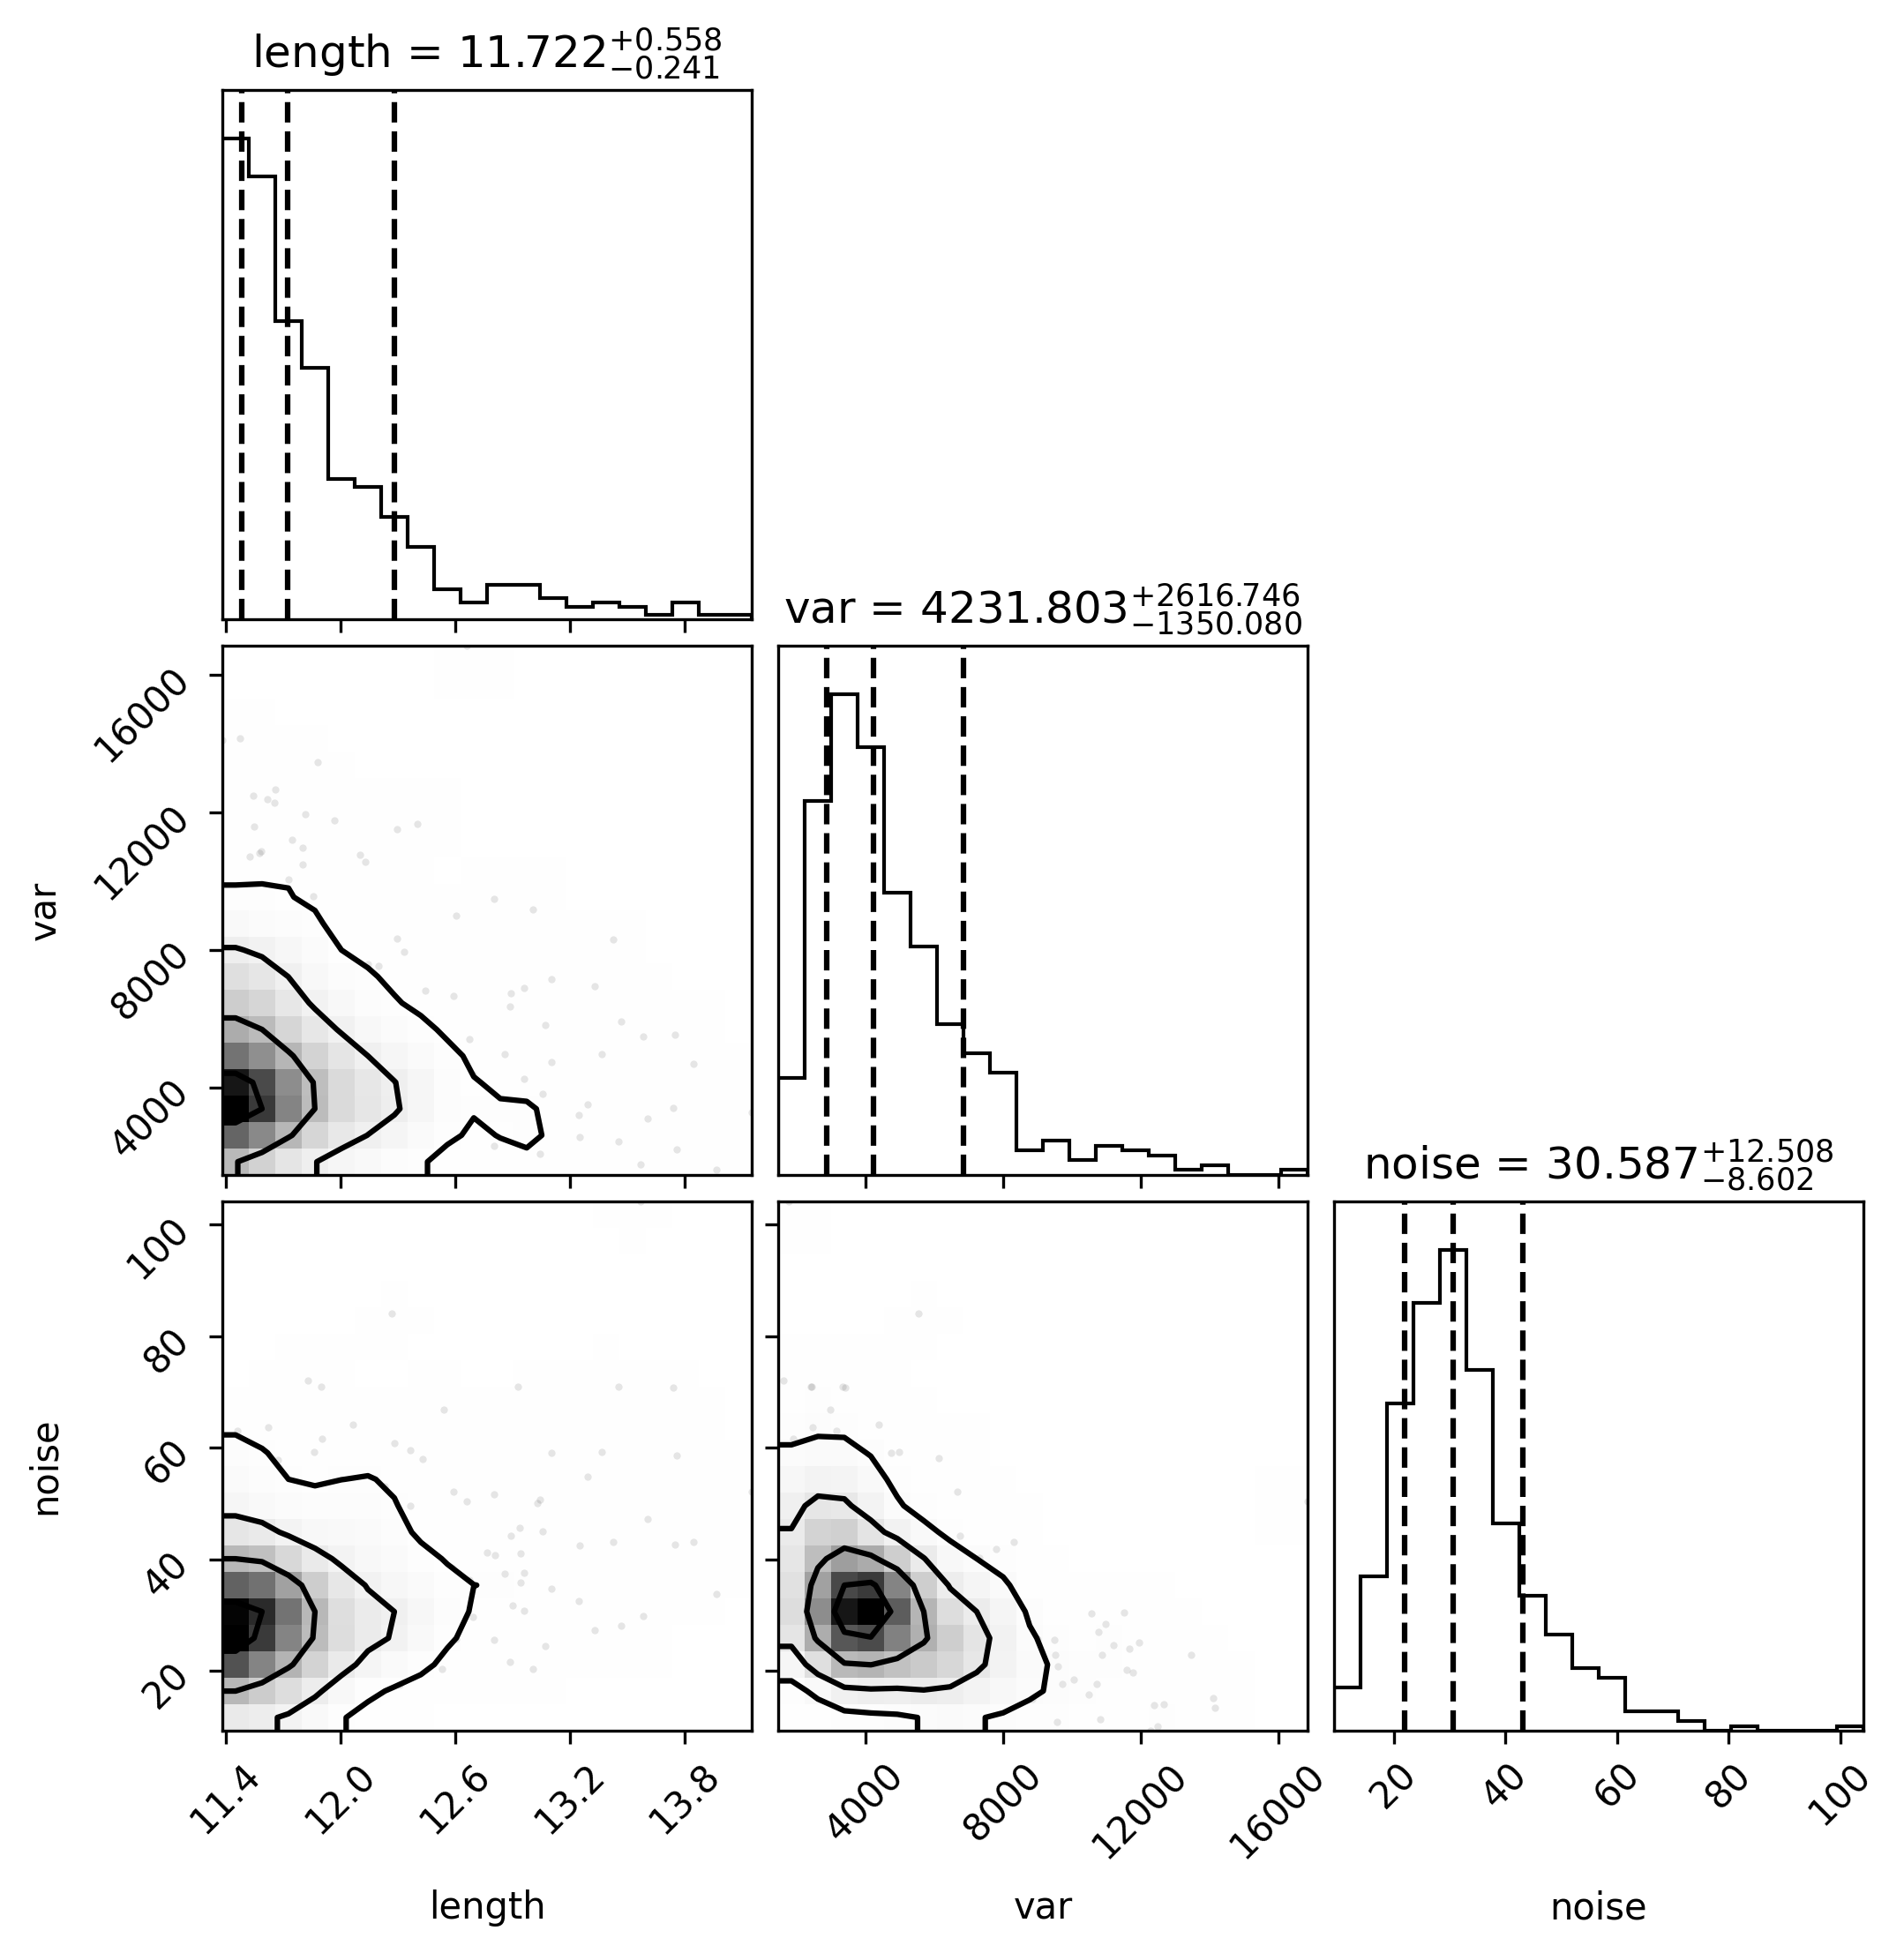 length = 11.722+0.558 −0.241
var = 4231.803+2616.746 −1350.080
16000
12000
8000
4000
var
noise = 30.587+12.508 −8.602
100
80
60
40
20
noise
11.4 12.0 12.6 13.2 13.8 4000 8000 12000 16000 20 40 60 80 100
length var noise